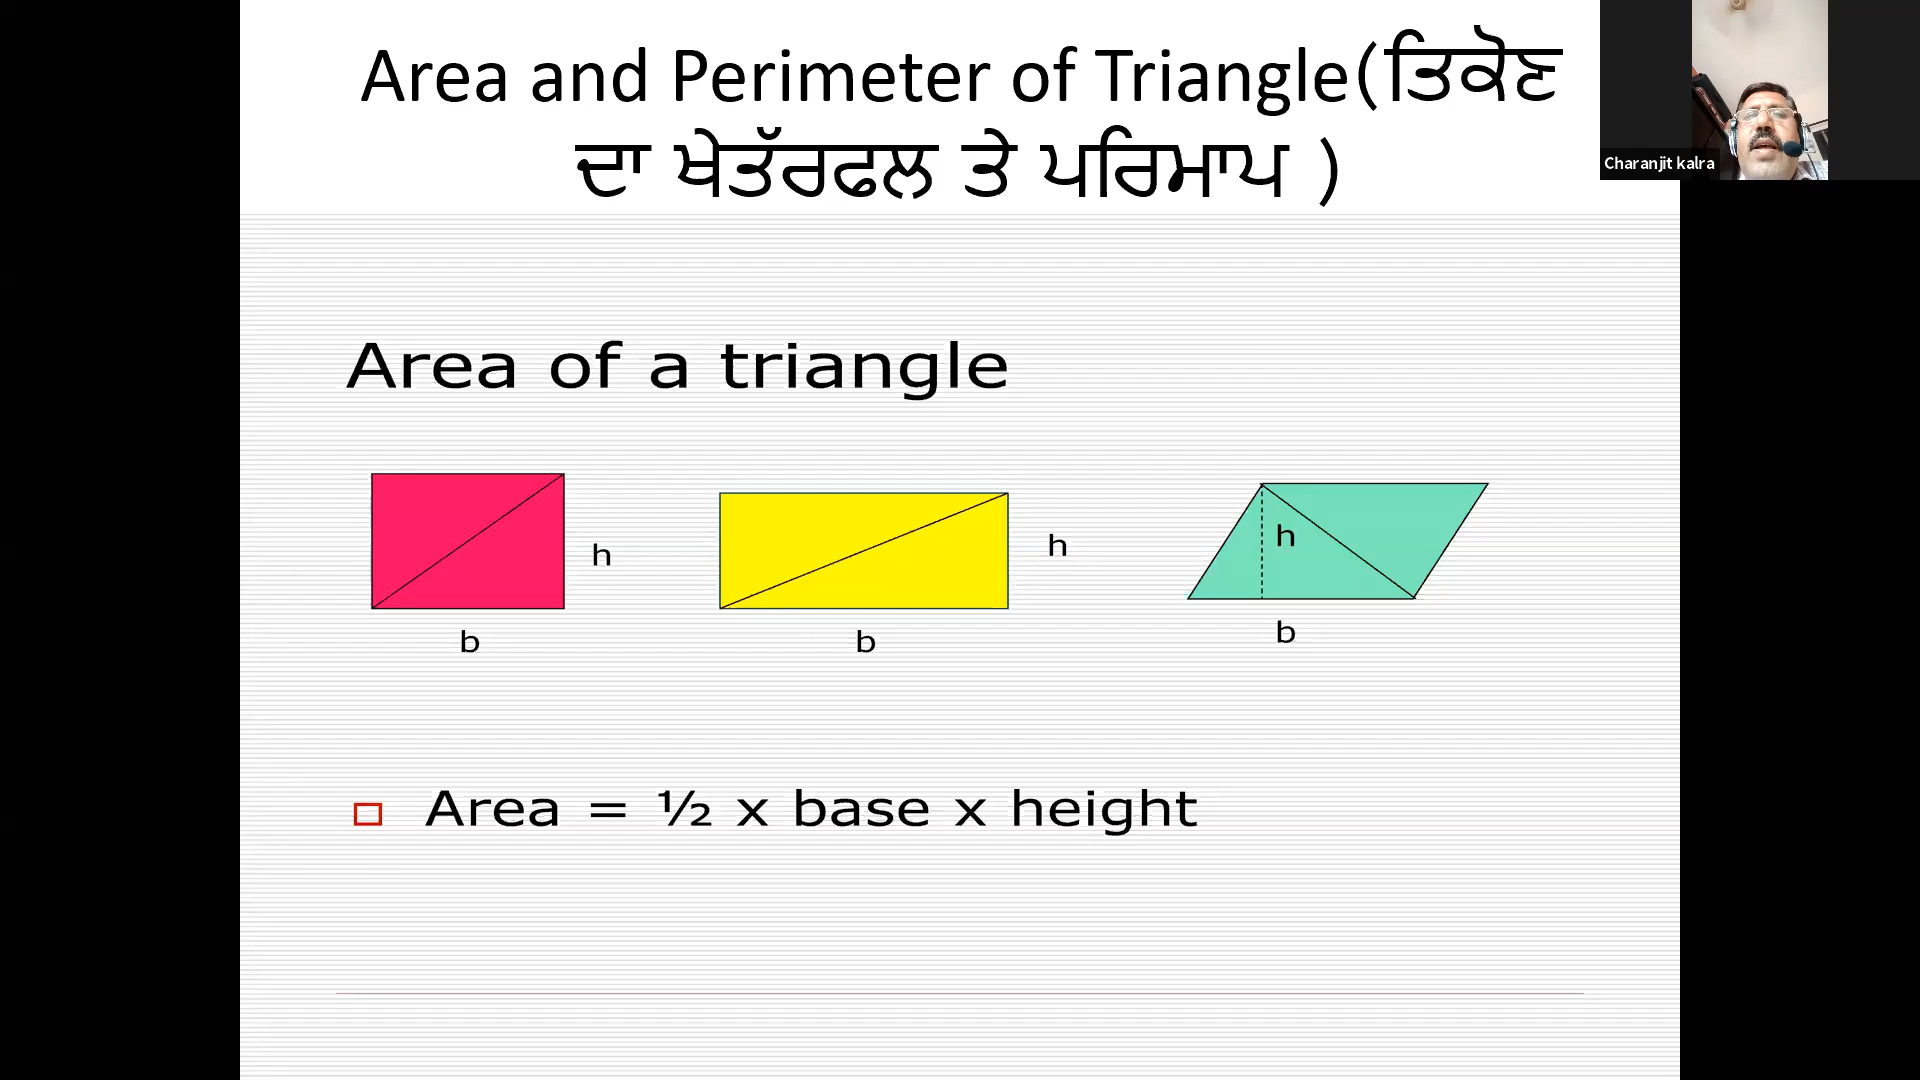 Area and Perimeter of Triangle(ਤਿਕੋਣ
ਦਾ ਖੇਤੱਰਫਲ ਤੇ ਪਰਿਮਾਪ )
Charanjit kalra
Area of a triangle
h
b
h
b
h
b
Area = ½ x base x height